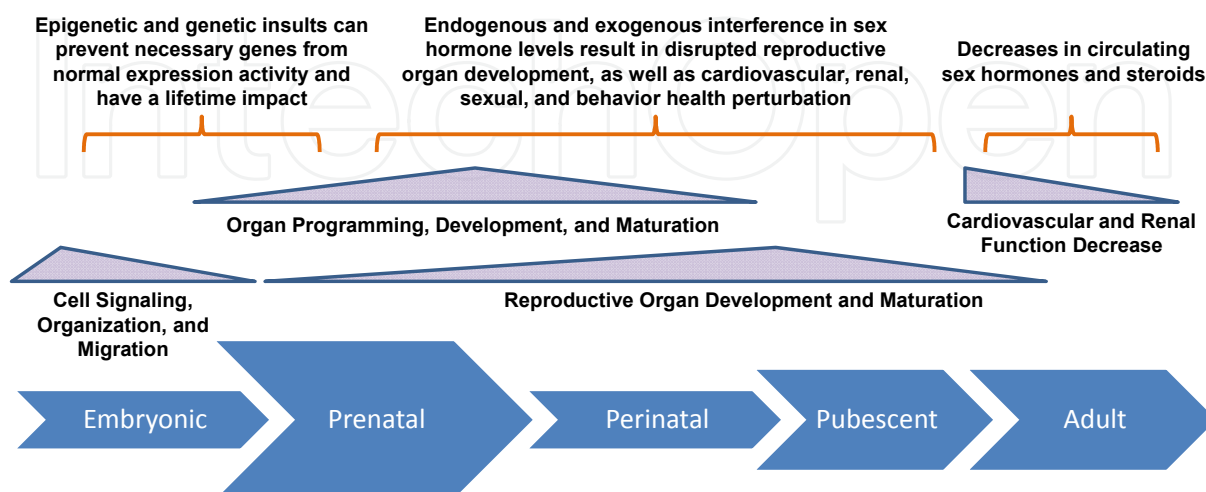 Epigenetic and genetic insults can
prevent necessary genes from
normal expression activity and
have a lifetime impact
Endogenous and exogenous interference in sex
hormone levels result in disrupted reproductive
organ development, as well as cardiovascular, renal,
sexual, and behavior health perturbation
Decreases in circulating
sex hormones and steroids
IntechOpen
Organ Programming, Development, and Maturation
Cardiovascular and Renal
Function Decrease
Cell Signaling,
Organization, and
Migration
Reproductive Organ Development and Maturation
Embryonic
Prenatal
Perinatal
Pubescent
Adult